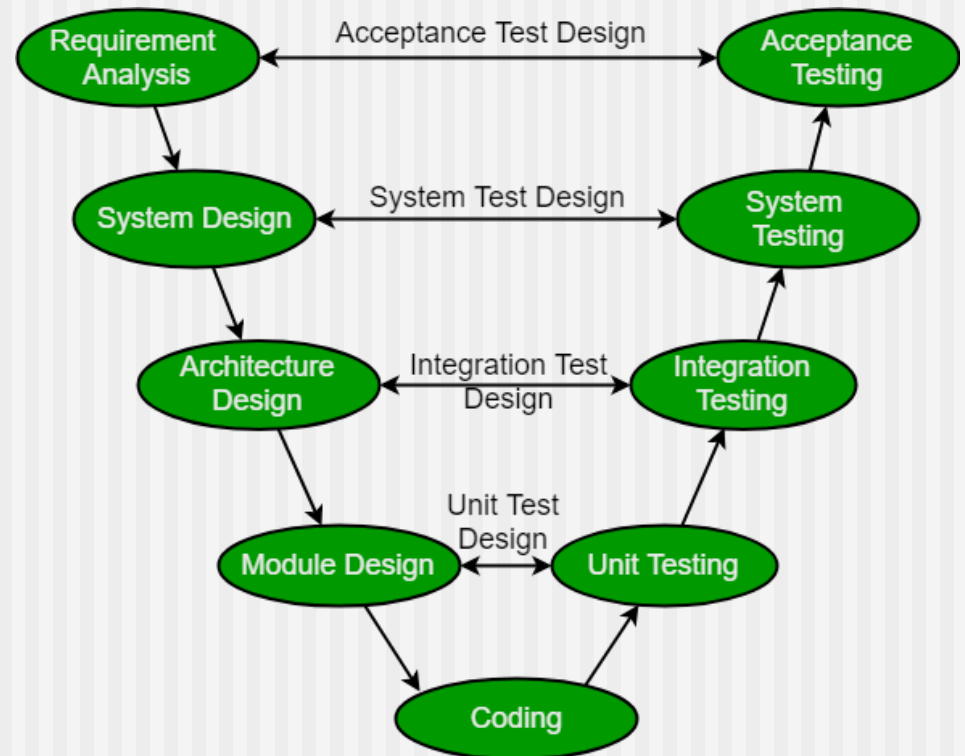 Requirement
Analysis
Acceptance Test Design
Acceptance
Testing
System Design
System Test Design
System
Testing
Architecture
Design
Integration Test
Design
Integration
Testing
Module Design
Unit Test
Design
Unit Testing
Coding